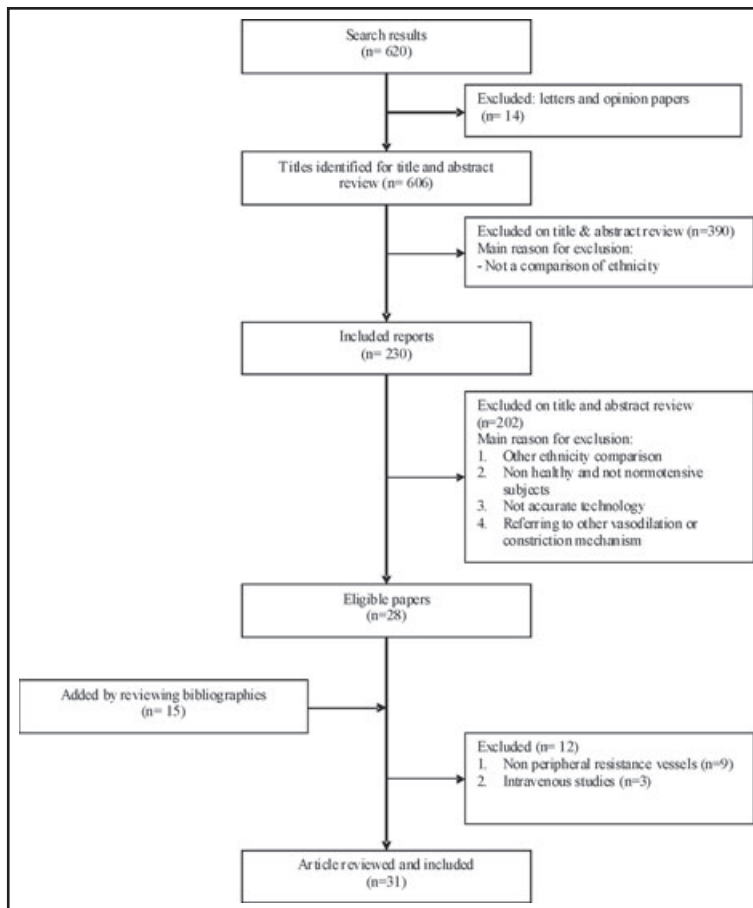 Search results
(n= 620)
Excluded: letters and opinion papers
(n= 14)
Titles identified for title and abstract
review (n= 606)
Excluded on title & abstract review (n=390)
Main reason for exclusion:
- Not a comparison of ethnicity
Included reports
(n= 230)
Excluded on title and abstract review
(n=202)
Main reason for exclusion:
1. Other ethnicity comparison
2. Non healthy and not normotensive
subjects
3. Not accurate technology
4. Referring to other vasodilation or
constriction mechanism
Eligible papers
(n=28)
Added by reviewing bibliographies
(n= 15)
Excluded (n= 12)
1. Non peripheral resistance vessels (n=9)
2. Intravenous studies (n=3)
Article reviewed and included
(n=31)